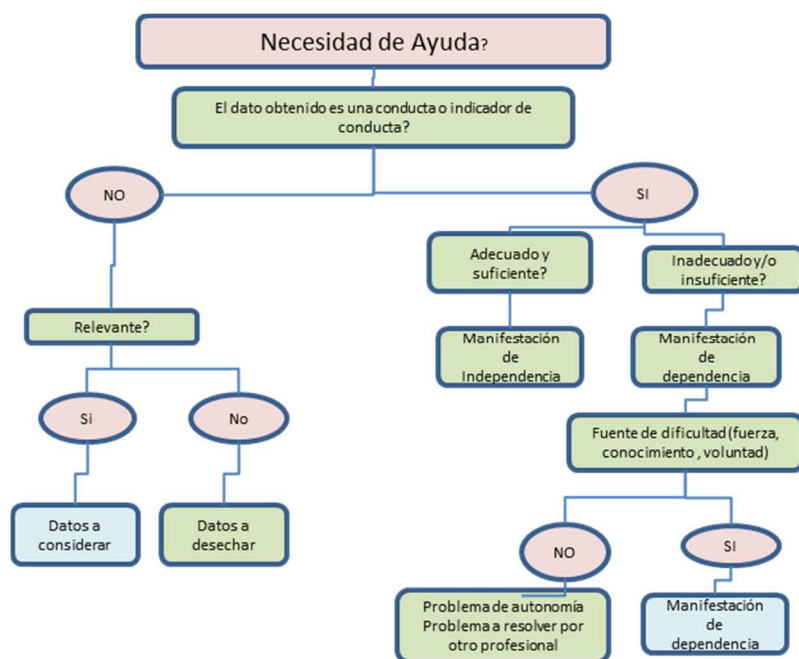 Necesidad de Ayuda?
El dato obtenido es una conducta o indicador de
conducta?
NO
SI
Adecuado y
suficiente?
Inadecuado y/o
insuficiente?
Relevante?
Manifestación
de
Independencia
Manifestación
de
dependencia
Si
No
Fuente de dificultad (fuerza,
conocimiento , voluntad)
Datos a
considerar
Datos a
desechar
NO
SI
Problema de autonomía
Problema a resolver por
otro profesional
Manifestación
de
dependencia